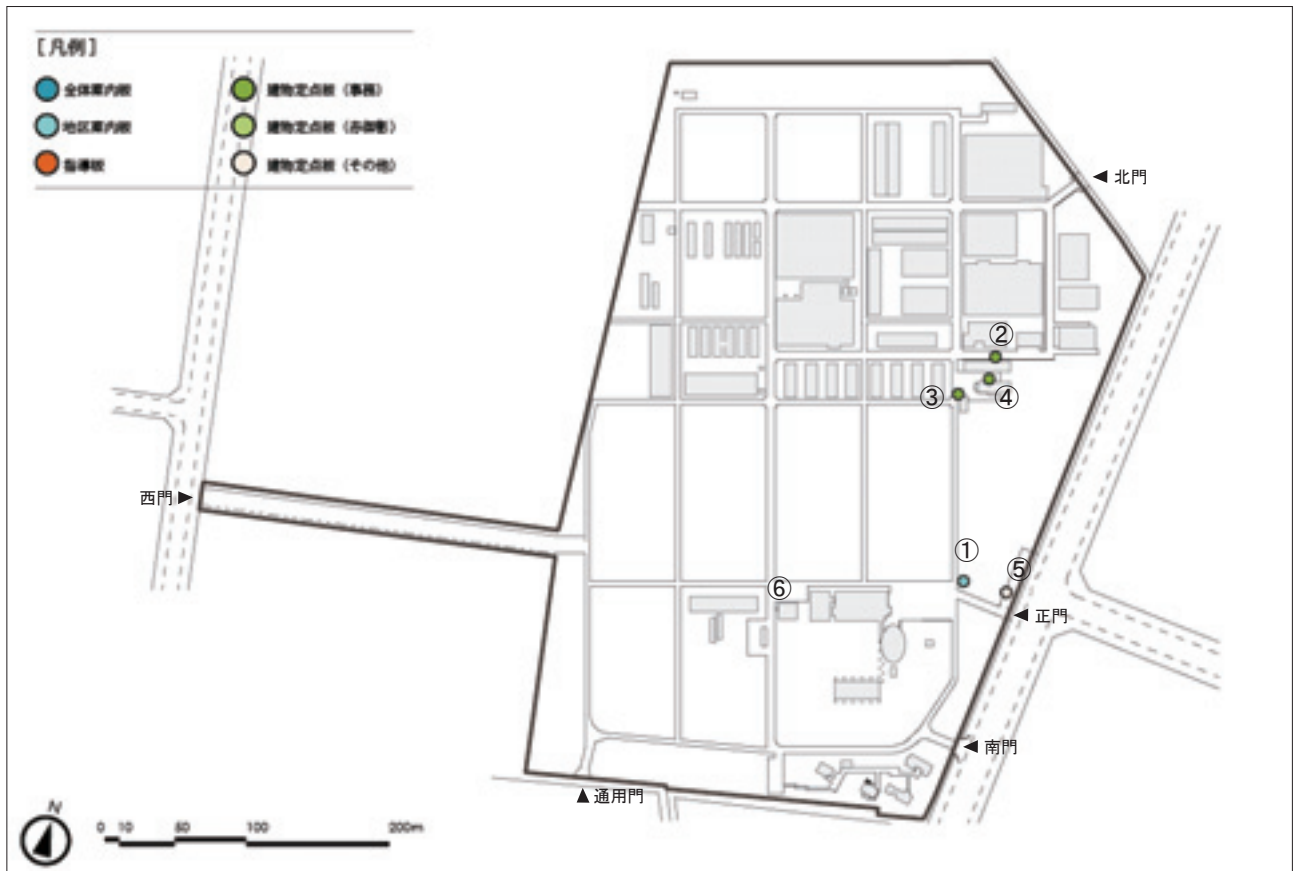 [凡例]
全体案内板
建物定点板(事務)
地区案内板
建物定点板(赤御影)
指導板
建物定点板(その他)
◀ 北門
②
③
④
西門 ▶
①
⑤
⑥
◀ 正門
◀ 南門
▲ 通用門
N
0 10 50 100 200m